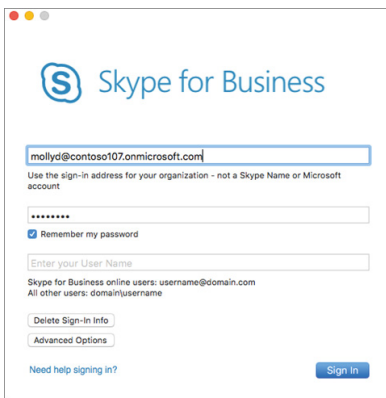 Skype for Business
mollyd@contoso107.onmicrosoft.com
Use the sign-in address for your organization - not a Skype Name or Microsoft
account
••••••••
Remember my password
Enter your User Name
Skype for Business online users: username@domain.com
All other users: domain\username
Delete Sign-In Info
Advanced Options
Need help signing in?
Sign In